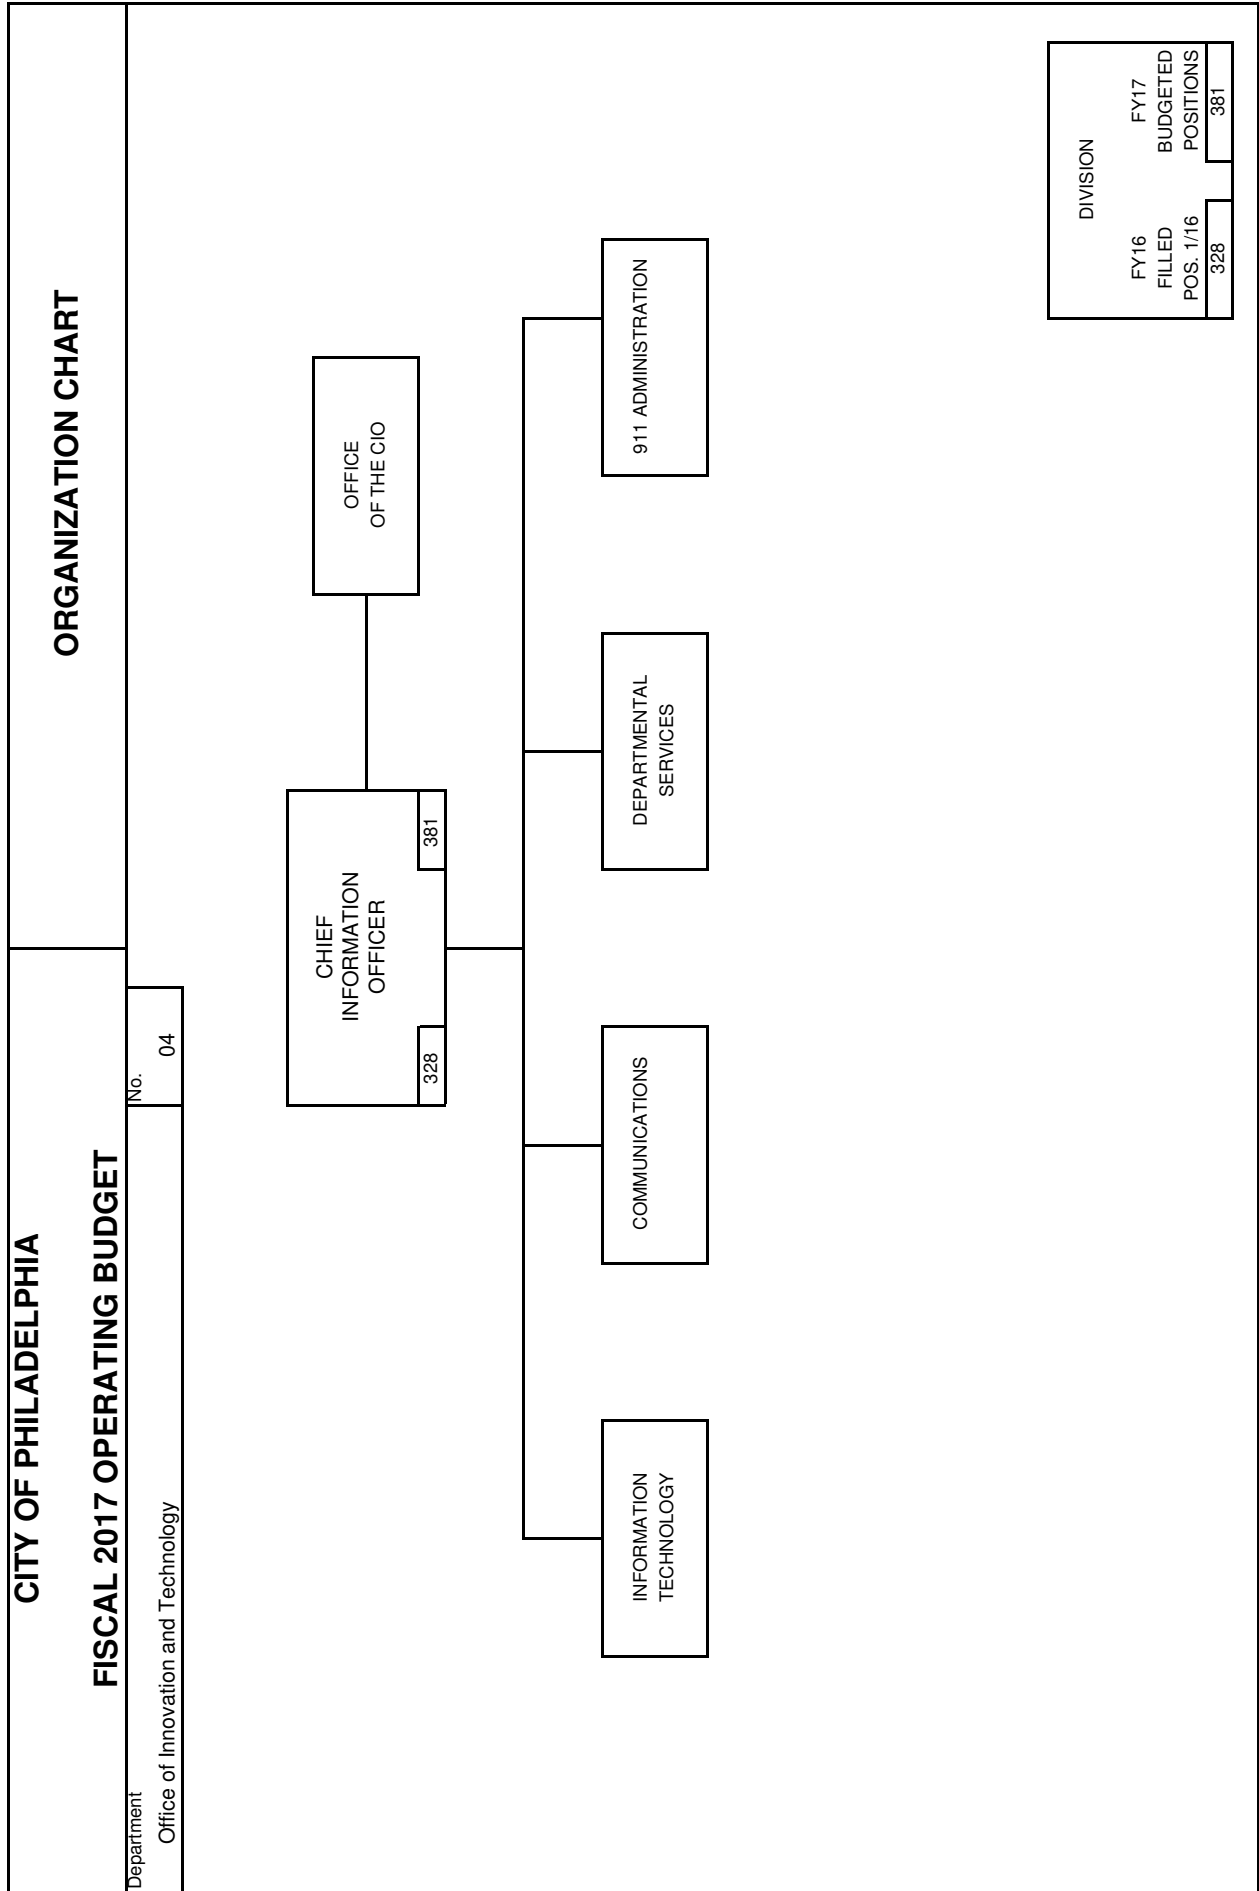 CITY OF PHILADELPHIA
FISCAL 2017 OPERATING BUDGET
ORGANIZATION CHART
Department
Office of Innovation and Technology
No.
04
CHIEF
INFORMATION
OFFICER
328
381
OFFICE
OF THE CIO
INFORMATION
TECHNOLOGY
COMMUNICATIONS
DEPARTMENTAL
SERVICES
911 ADMINISTRATION
DIVISION
FY16
FILLED
POS. 1/16
328
FY17
BUDGETED
POSITIONS
381